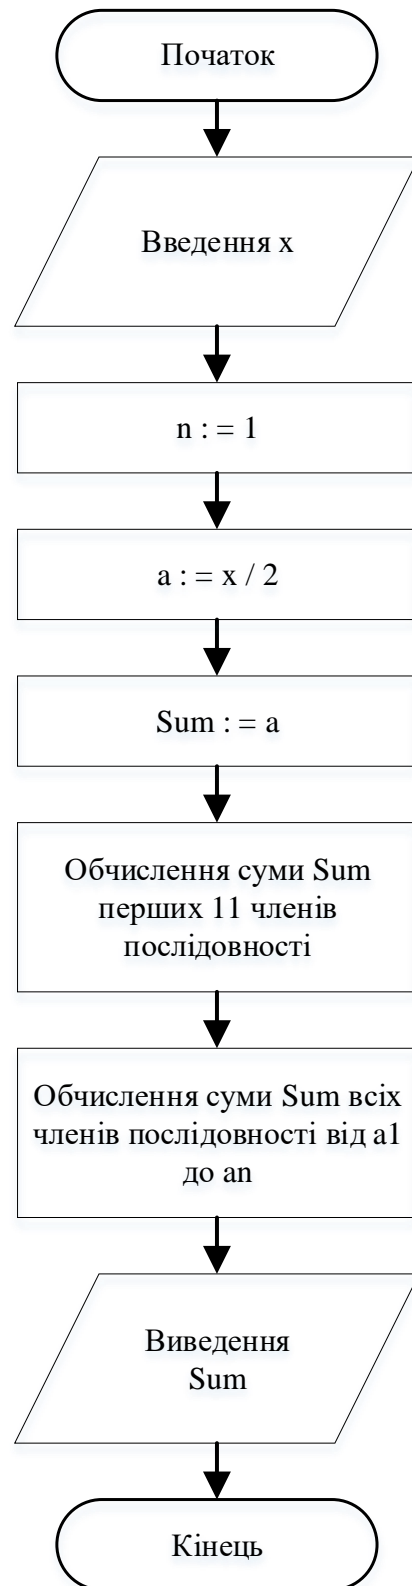 Початок
Введення x
n : = 1
a : = x / 2
Sum : = a
Обчислення суми Sum
перших 11 членів
послідовності
Обчислення суми Sum всіх
членів послідовності від a1
до an
Виведення
Sum
Кінець